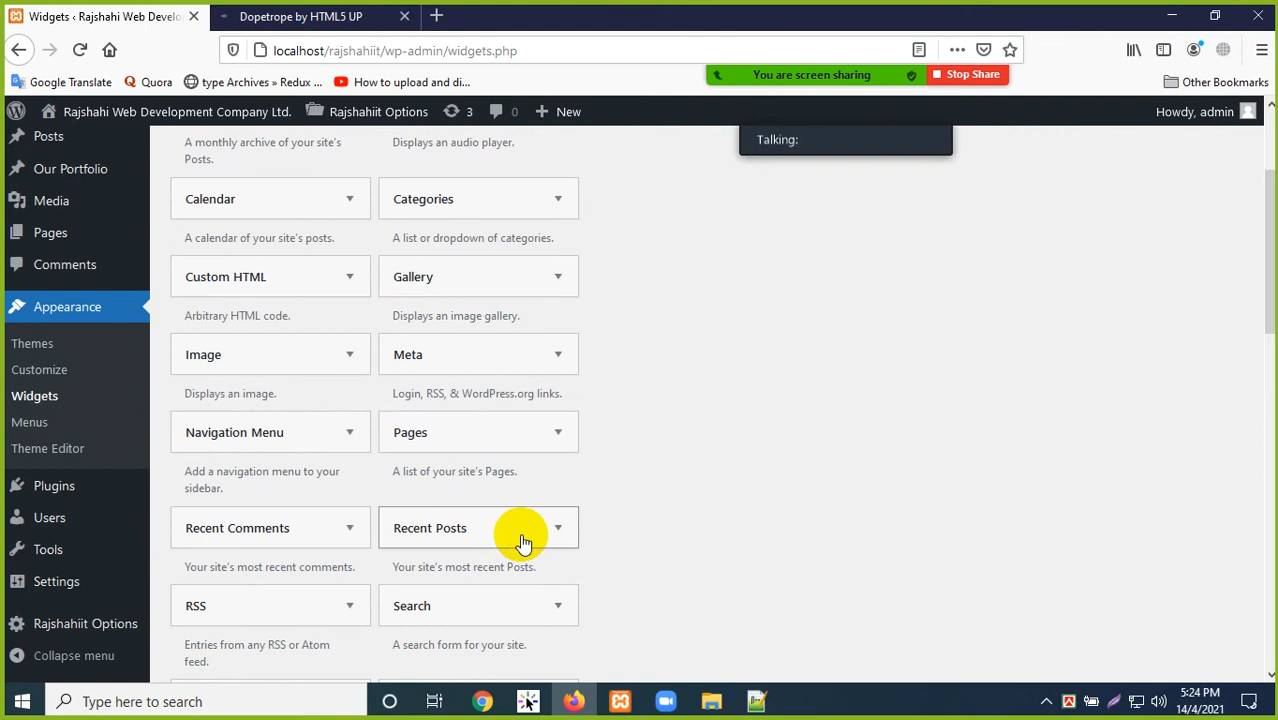 Widgets ‹ Rajshahi Web Develo
Dopetrope by HTML5 UP
localhost/rajshahiit/wp-admin/widgets.php
Google Translate
Quora
type Archives » Redux /...
How to upload and di...
You are screen sharing
Stop Share
Other Bookmarks
Rajshahi Web Development Company Ltd.
Rajshahiit Options
3
0
New
Howdy, admin
Talking:
Posts
Our Portfolio
Media
Pages
Comments
Appearance
Themes
Customize
Widgets
Menus
Theme Editor
Plugins
Users
Tools
Settings
Rajshahiit Options
Collapse menu
A monthly archive of your site's
Posts.
Displays an audio player.
Calendar
Categories
A calendar of your site's posts.
A list or dropdown of categories.
Custom HTML
Gallery
Arbitrary HTML code.
Displays an image gallery.
Image
Meta
Displays an image.
Login, RSS, & WordPress.org links.
Navigation Menu
Pages
Add a navigation menu to your
sidebar.
A list of your site's Pages.
Recent Comments
Recent Posts
Your site's most recent comments.
Your site's most recent Posts.
RSS
Search
Entries from any RSS or Atom
feed.
A search form for your site.
Type here to search
5:24 PM
14/4/2021